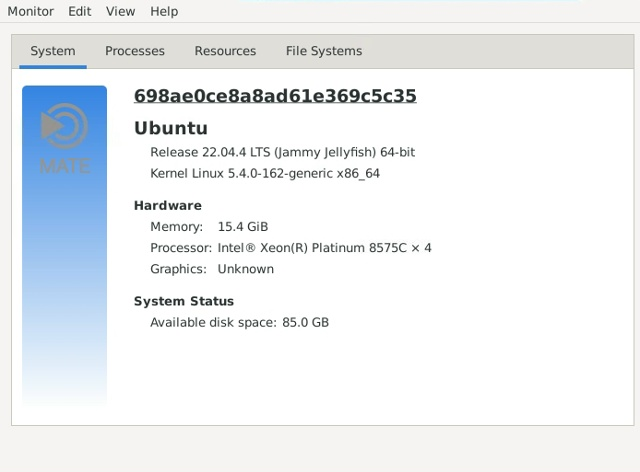 Monitor Edit View Help
System Processes Resources File Systems
MATE
698ae0ce8a8ad61e369c5c35
Ubuntu
Release 22.04.4 LTS (Jammy Jellyfish) 64-bit
Kernel Linux 5.4.0-162-generic x86_64
Hardware
Memory: 15.4 GiB
Processor: Intel® Xeon(R) Platinum 8575C × 4
Graphics: Unknown
System Status
Available disk space: 85.0 GB